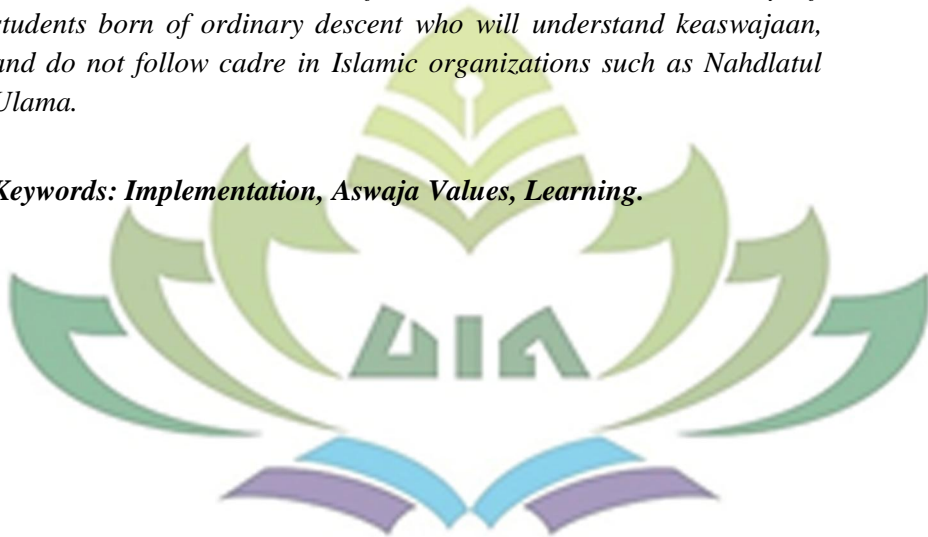 students born of ordinary descent who will understand keaswajaan,
and do not follow cadre in Islamic organizations such as Nahdlatul
Ulama.
Keywords: Implementation, Aswaja Values, Learning.
UIN